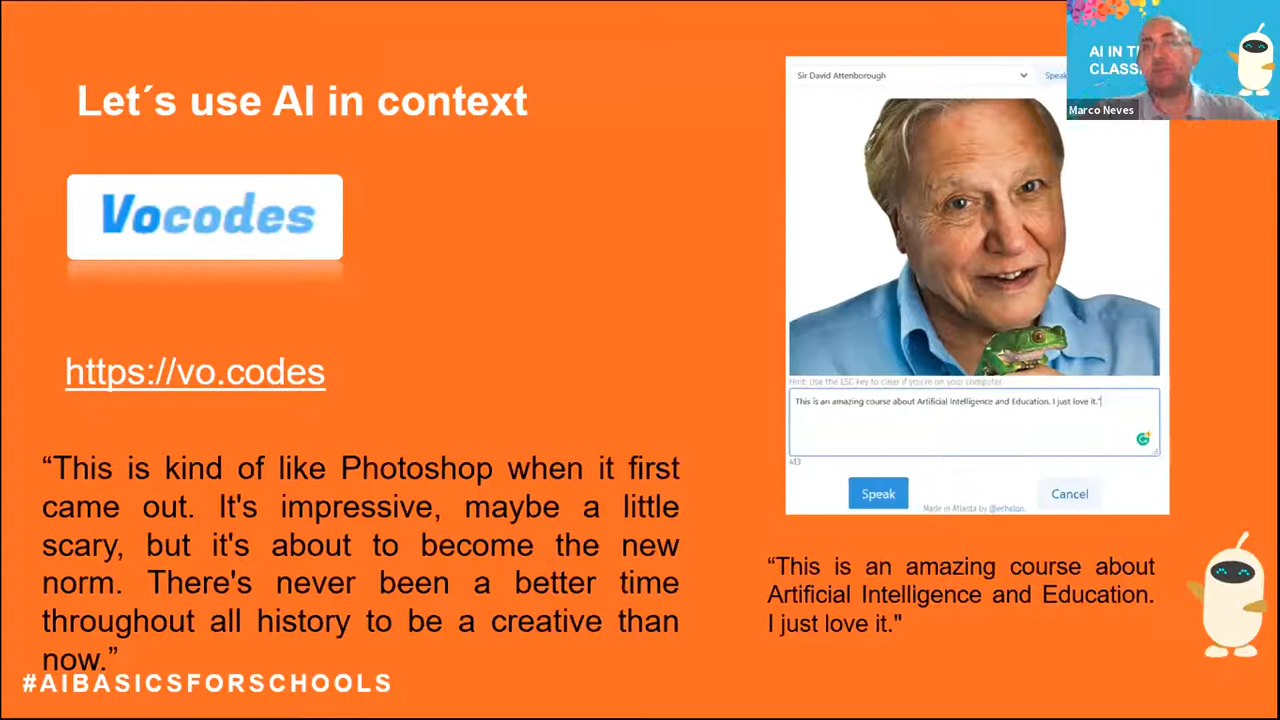 Let´s use AI in context
Vocodes
https://vo.codes
“This is kind of like Photoshop when it first
came out. It's impressive, maybe a little
scary, but it's about to become the new
norm. There's never been a better time
throughout all history to be a creative than
now.”
#AIBASICSFORSCHOOLS
Sir David Attenborough
Speak
Hint: Use the ESC key to clear if you're on your computer.
This is an amazing course about Artificial Intelligence and Education. I just love it."
413
Speak
Cancel
Made in Atlanta by @echelon.
“This is an amazing course about
Artificial Intelligence and Education.
I just love it."
AI IN
CLASS
Marco Neves